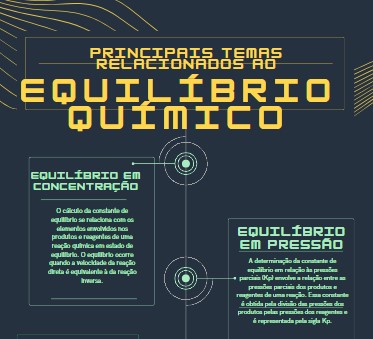 PRINCIPAIS TEMAS
RELACIONADOS AO
EQUILÍBRIO
QUÍMICO
EQUILÍBRIO EM
CONCENTRAÇÃO
O cálculo da constante de
equilíbrio se relaciona com os
elementos envolvidos nos
produtos e reagentes de uma
reação química em estado de
equilíbrio. O equilíbrio ocorre
quando a velocidade da reação
direta é equivalente à da reação
inversa.
EQUILÍBRIO
EM PRESSÃO
A determinação da constante de
equilíbrio em relação às pressões
parciais (Kp) envolve a relação entre as
pressões parciais dos produtos e
reagentes de uma reação. Essa constante
é obtida pela divisão das pressões dos
produtos pelas pressões dos reagentes e
é representada pela sigla Kp.